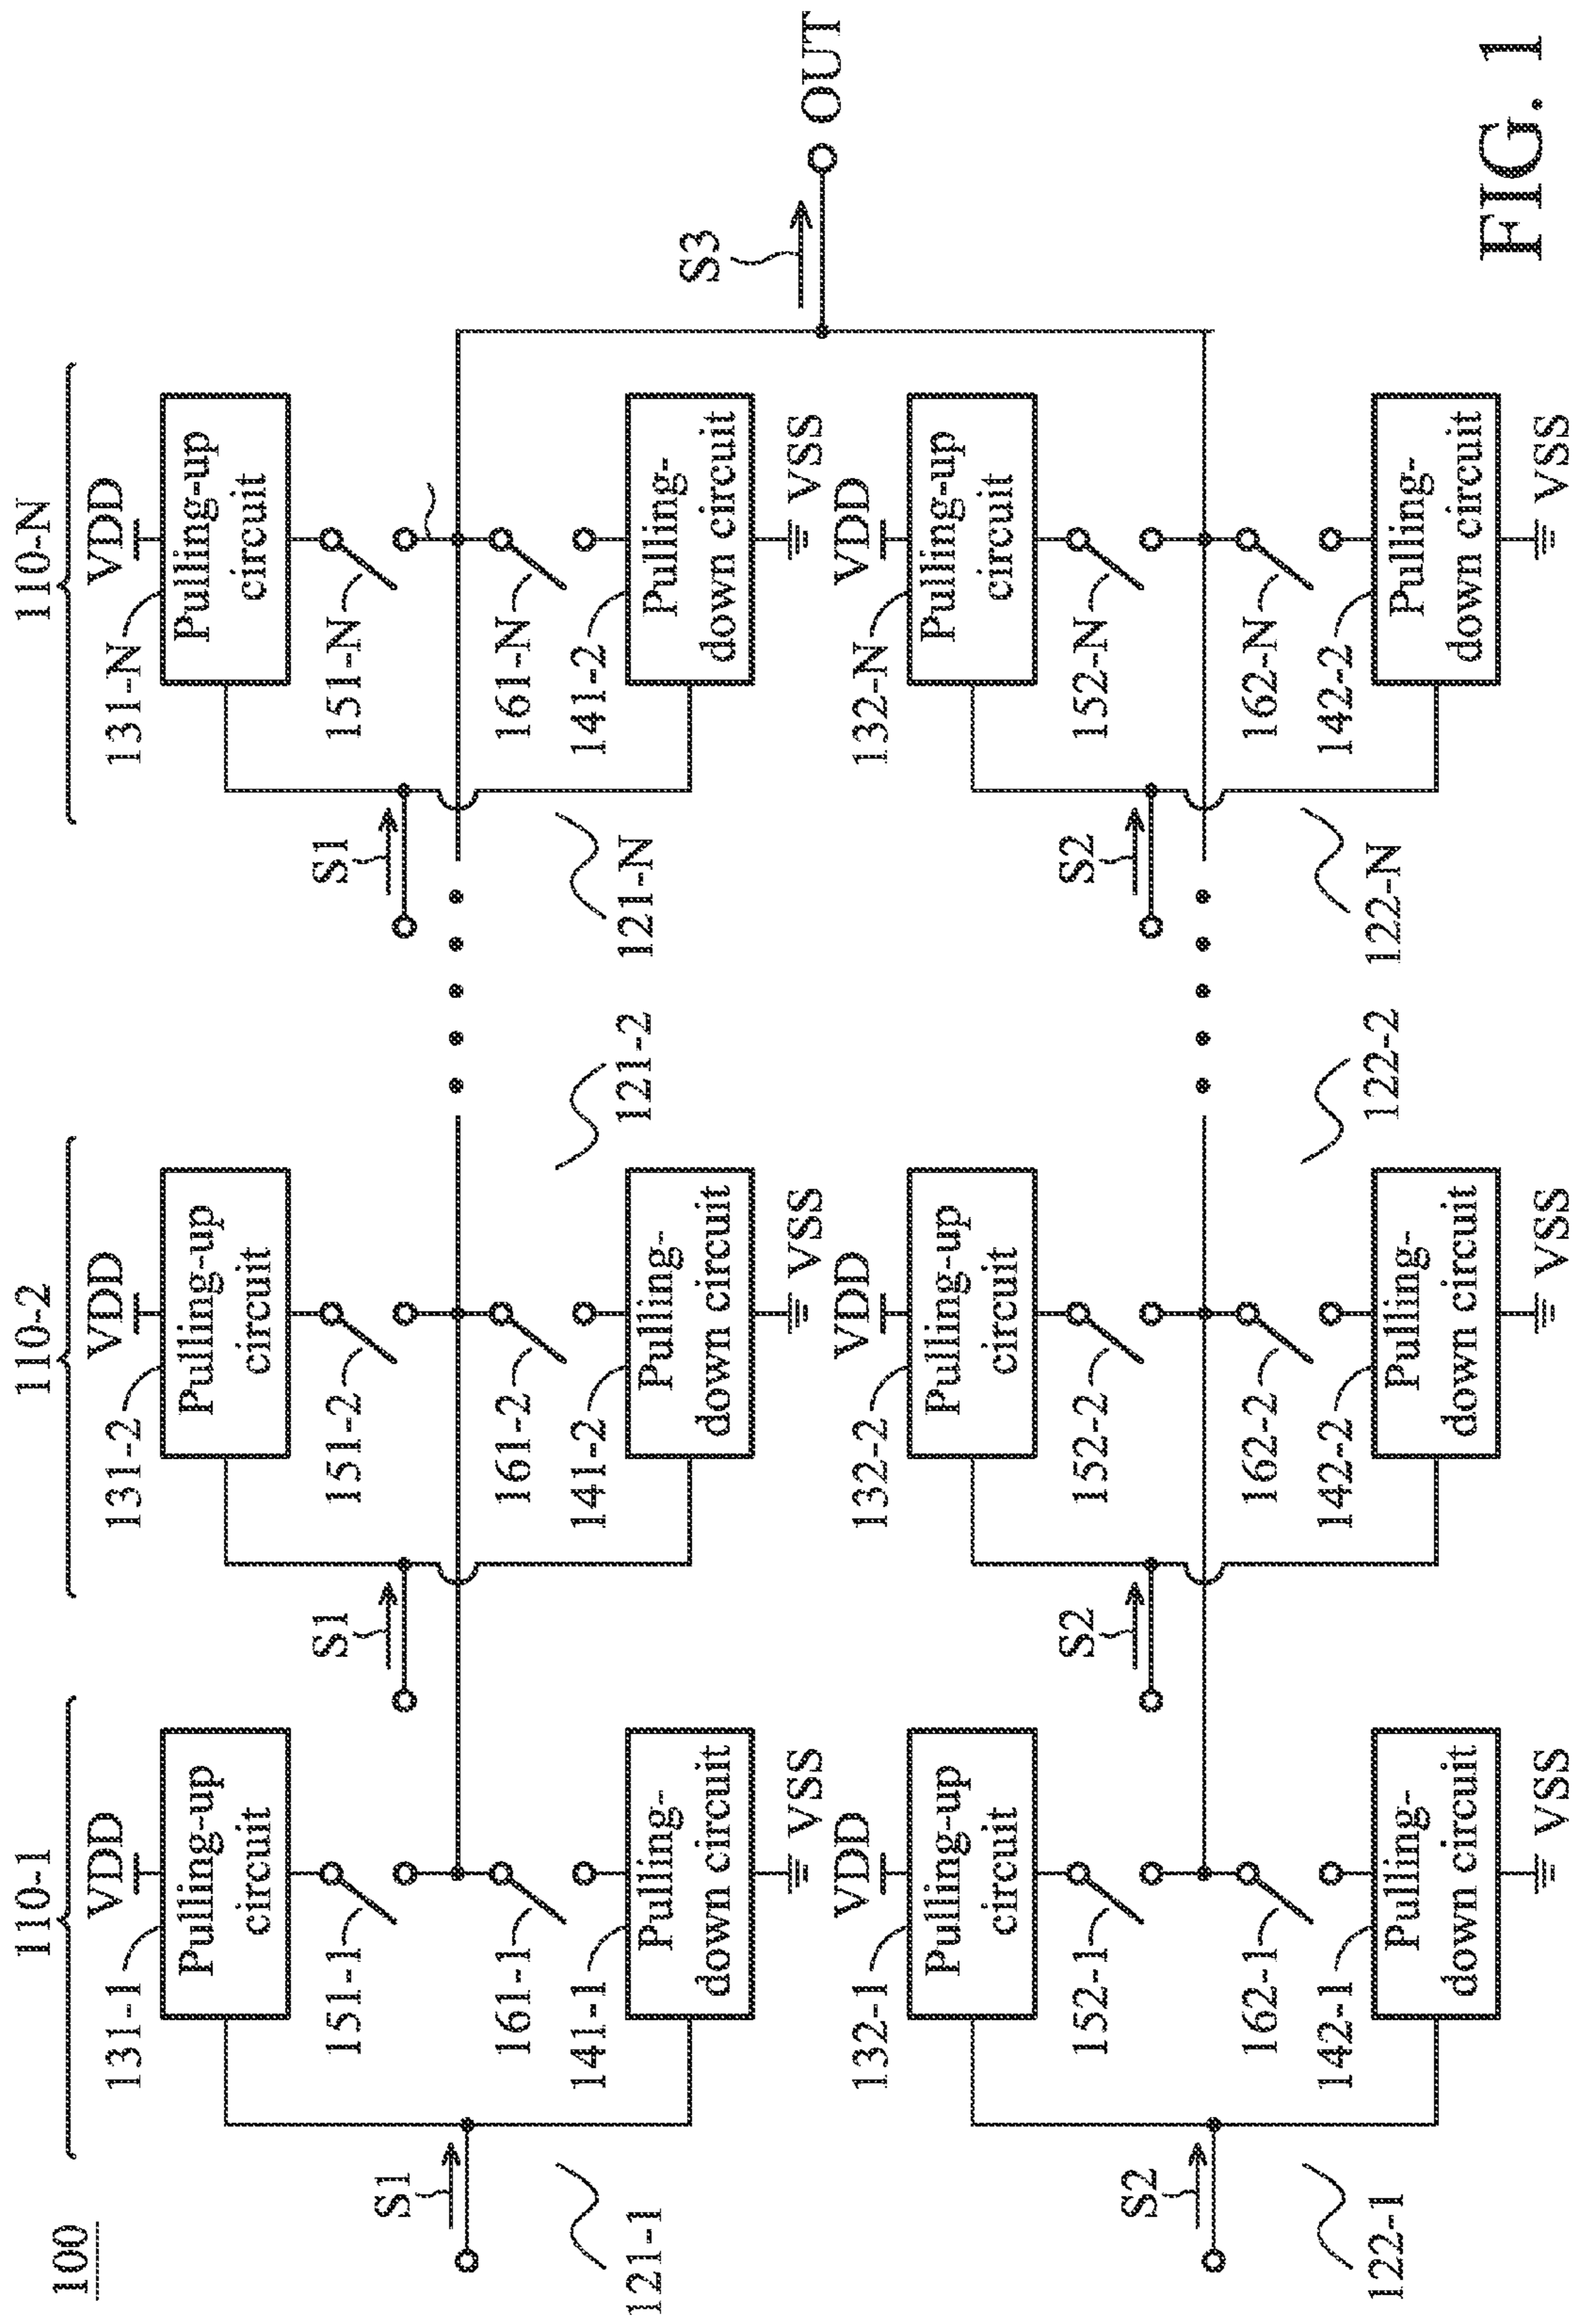 100
110-1
110-2
110-N
VDD
VDD
VDD
131-1
Pulling-up
circuit
131-2
Pulling-up
circuit
131-N
Pulling-up
circuit
S1
151-1
S1
151-2
S1
151-N
161-1
161-2
161-N
121-1
141-1
Pulling-
down circuit
141-2
Pulling-
down circuit
121-2
121-N
141-2
Pulling-
down circuit
VSS
VSS
VSS
S3
OUT
VDD
VDD
VDD
132-1
Pulling-up
circuit
132-2
Pulling-up
circuit
132-N
Pulling-up
circuit
S2
152-1
S2
152-2
S2
152-N
162-1
162-2
162-N
122-1
142-1
Pulling-
down circuit
142-2
Pulling-
down circuit
122-2
122-N
142-2
Pulling-
down circuit
VSS
VSS
VSS
FIG. 1